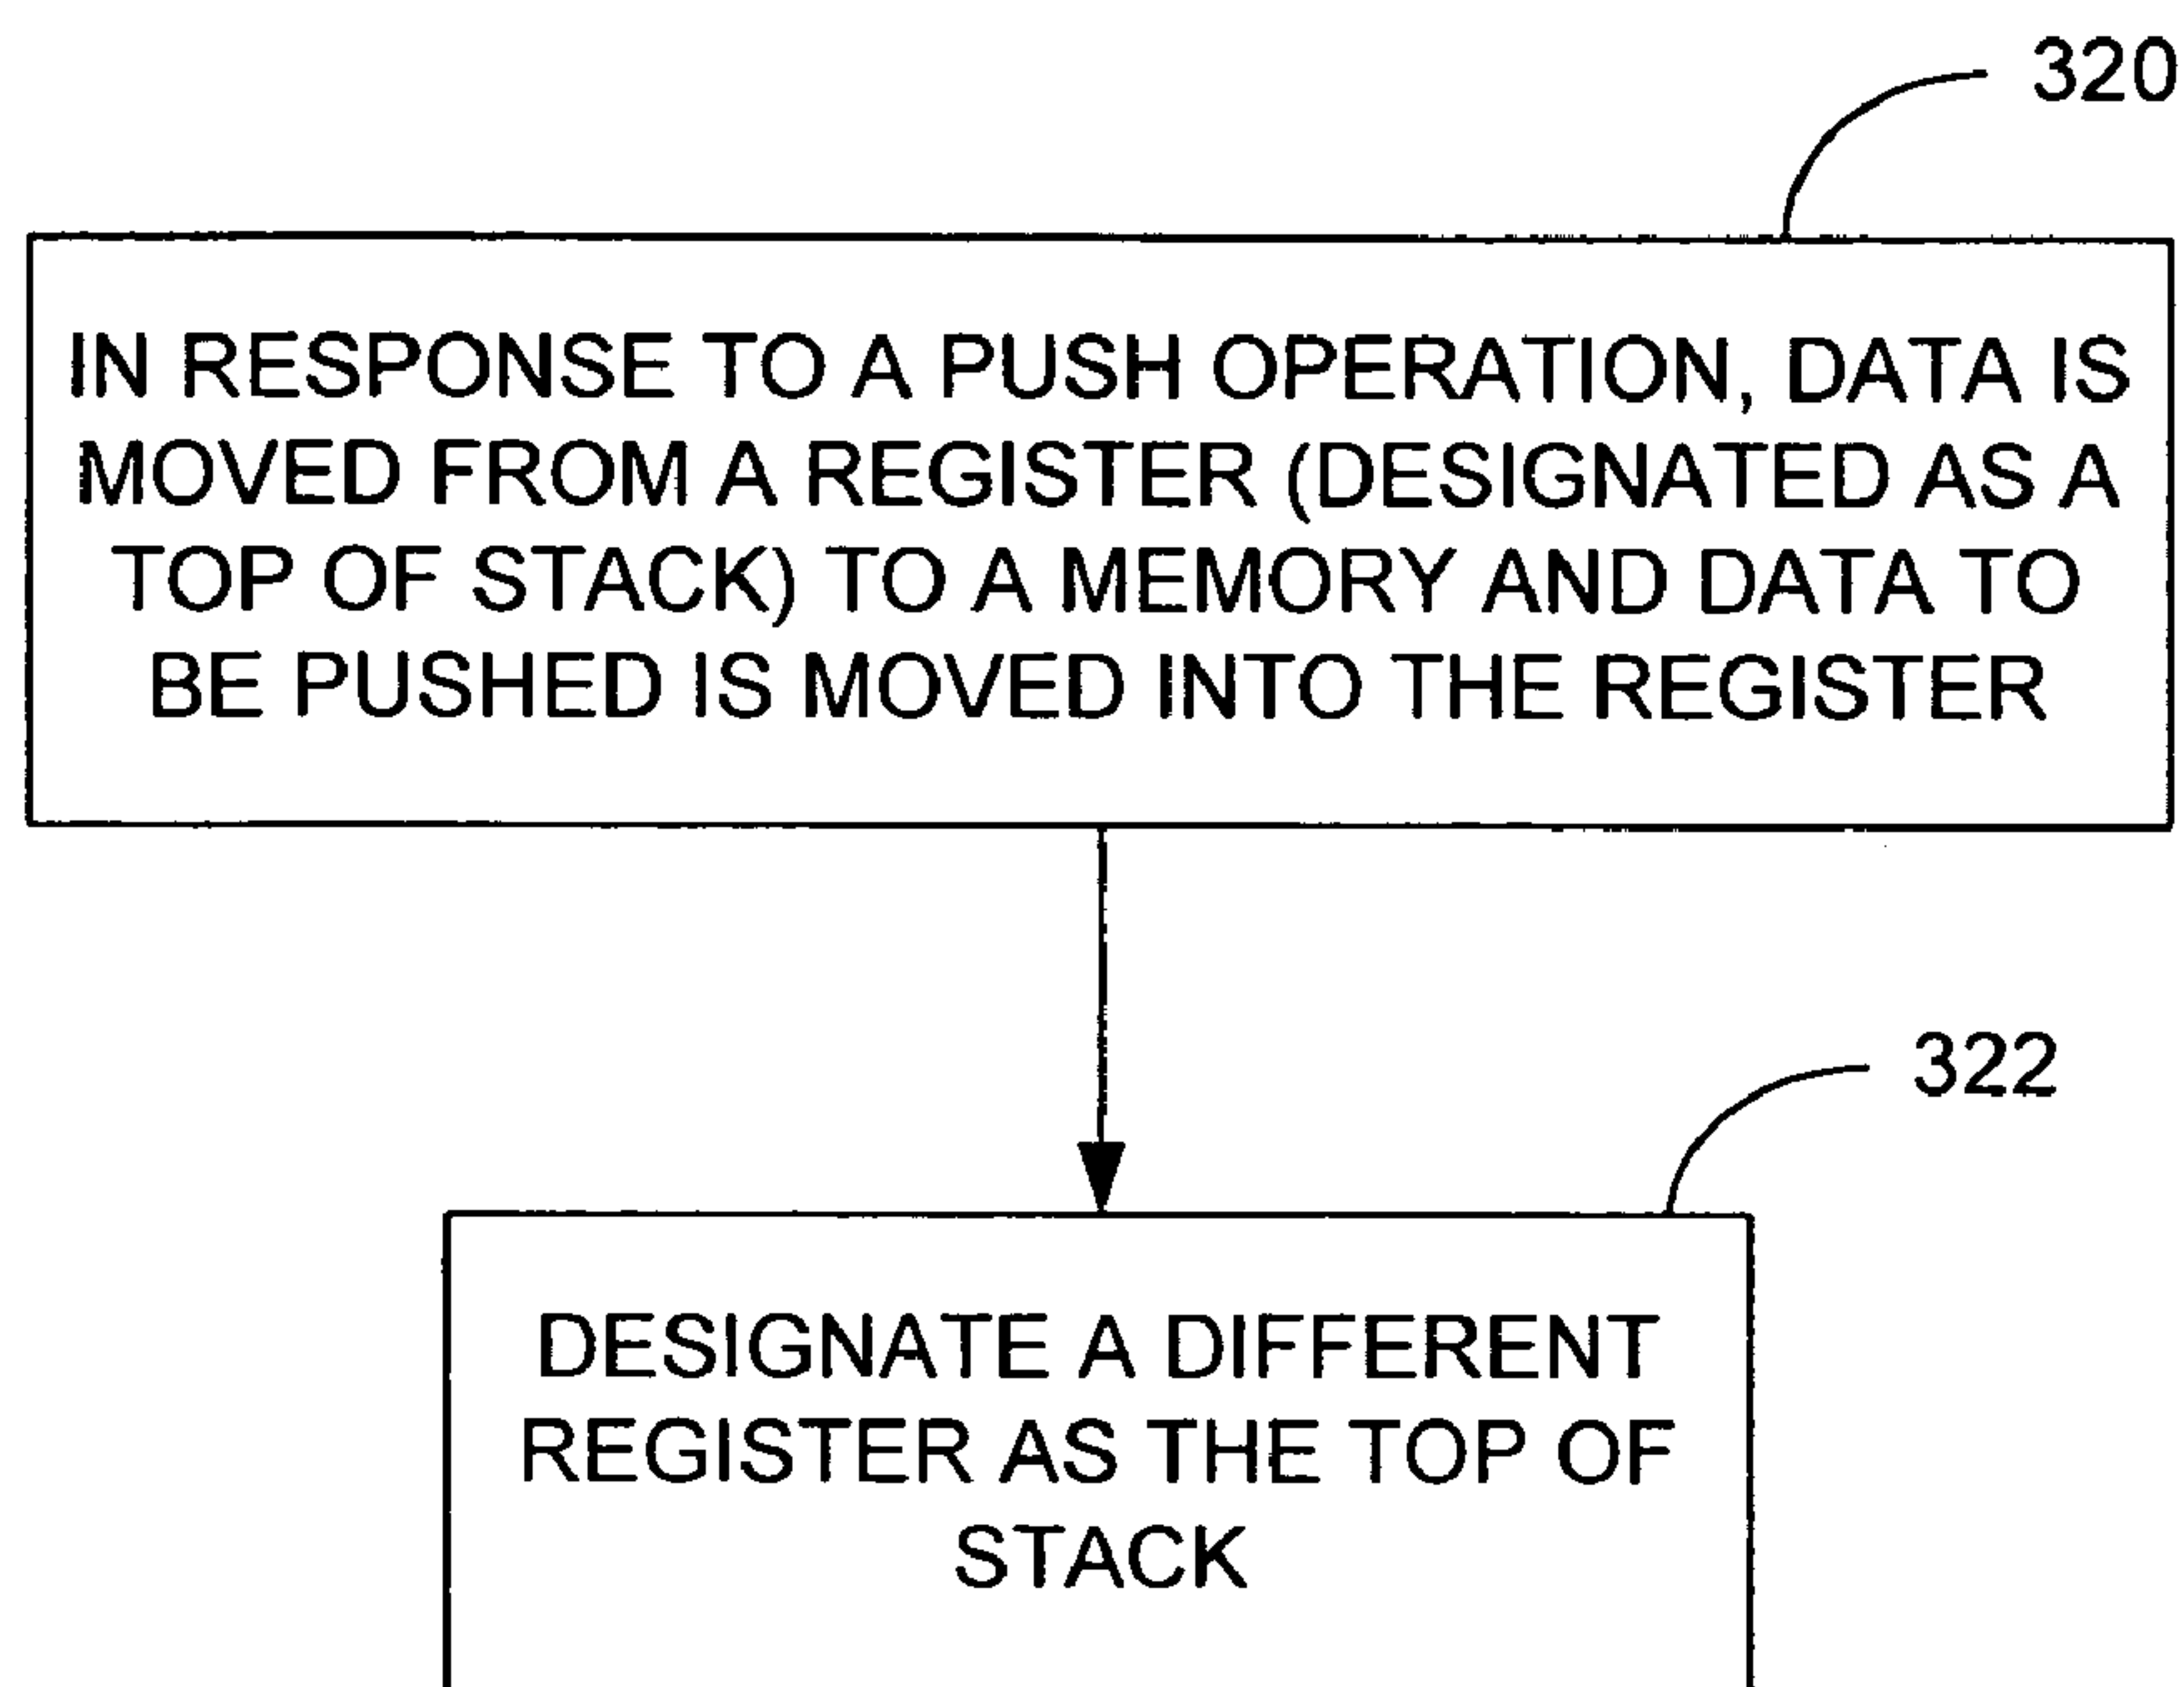 320
IN RESPONSE TO A PUSH OPERATION, DATA IS
MOVED FROM A REGISTER (DESIGNATED AS A
TOP OF STACK) TO A MEMORY AND DATA TO
BE PUSHED IS MOVED INTO THE REGISTER
322
DESIGNATE A DIFFERENT
REGISTER AS THE TOP OF
STACK